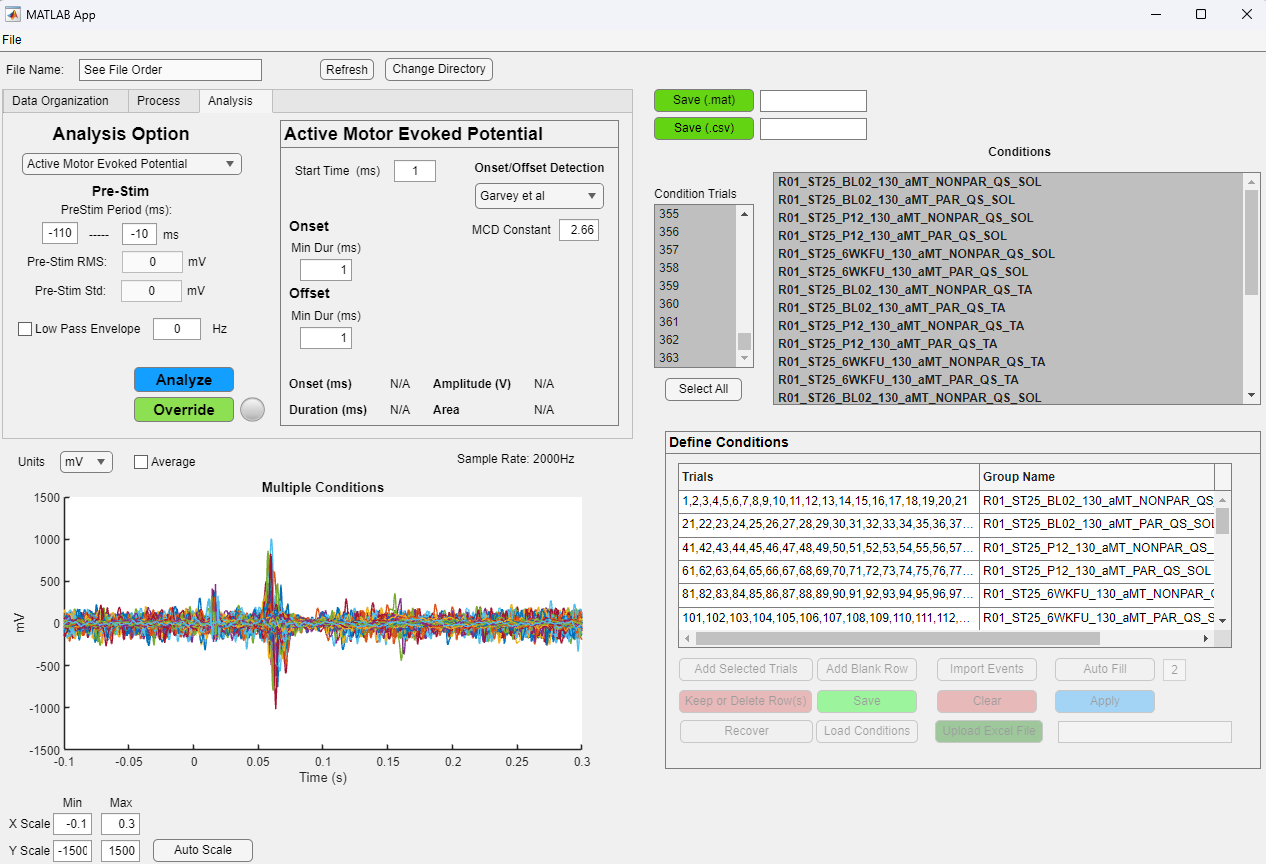 MATLAB App
File
File Name: See File Order Refresh Change Directory
Data Organization Process Analysis
Analysis Option
Active Motor Evoked Potential
Pre-Stim
PreStim Period (ms):
-110 ----- -10 ms
Pre-Stim RMS: 0 mV
Pre-Stim Std: 0 mV
Low Pass Envelope 0 Hz
Analyze
Override
Active Motor Evoked Potential
Start Time (ms) 1
Onset/Offset Detection
Garvey et al
MCD Constant 2.66
Onset
Min Dur (ms)
1
Offset
Min Dur (ms)
1
Onset (ms) N/A Amplitude (V) N/A
Duration (ms) N/A Area N/A
Save (.mat)
Save (.csv)
Condition Trials
355
356
357
358
359
360
361
362
363
Select All
Conditions
R01_ST25_BL02_130_aMT_NONPAR_QS_SOL
R01_ST25_BL02_130_aMT_PAR_QS_SOL
R01_ST25_P12_130_aMT_NONPAR_QS_SOL
R01_ST25_P12_130_aMT_PAR_QS_SOL
R01_ST25_6WKFU_130_aMT_NONPAR_QS_SOL
R01_ST25_6WKFU_130_aMT_PAR_QS_SOL
R01_ST25_BL02_130_aMT_NONPAR_QS_TA
R01_ST25_BL02_130_aMT_PAR_QS_TA
R01_ST25_P12_130_aMT_NONPAR_QS_TA
R01_ST25_P12_130_aMT_PAR_QS_TA
R01_ST25_6WKFU_130_aMT_NONPAR_QS_TA
R01_ST25_6WKFU_130_aMT_PAR_QS_TA
R01_ST26_BL02_130_aMT_NONPAR_QS_SOL
Units mV Average Sample Rate: 2000Hz
Multiple Conditions
1500
1000
500
0
-500
-1000
-1500
mV
-0.1 -0.05 0 0.05 0.1 0.15 0.2 0.25 0.3
Time (s)
Min Max
X Scale -0.1 0.3
Y Scale -1500 1500 Auto Scale
Define Conditions
Trials Group Name
1,2,3,4,5,6,7,8,9,10,11,12,13,14,15,16,17,18,19,20,21 R01_ST25_BL02_130_aMT_NONPAR_QS
21,22,23,24,25,26,27,28,29,30,31,32,33,34,35,36,37... R01_ST25_BL02_130_aMT_PAR_QS_SOL
41,42,43,44,45,46,47,48,49,50,51,52,53,54,55,56,57... R01_ST25_P12_130_aMT_NONPAR_QS_
61,62,63,64,65,66,67,68,69,70,71,72,73,74,75,76,77... R01_ST25_P12_130_aMT_PAR_QS_SOL
81,82,83,84,85,86,87,88,89,90,91,92,93,94,95,96,97... R01_ST25_6WKFU_130_aMT_NONPAR_
101,102,103,104,105,106,107,108,109,110,111,112,... R01_ST25_6WKFU_130_aMT_PAR_QS_S
Add Selected Trials Add Blank Row Import Events Auto Fill 2
Keep or Delete Row(s) Save Clear Apply
Recover Load Conditions Upload Excel File